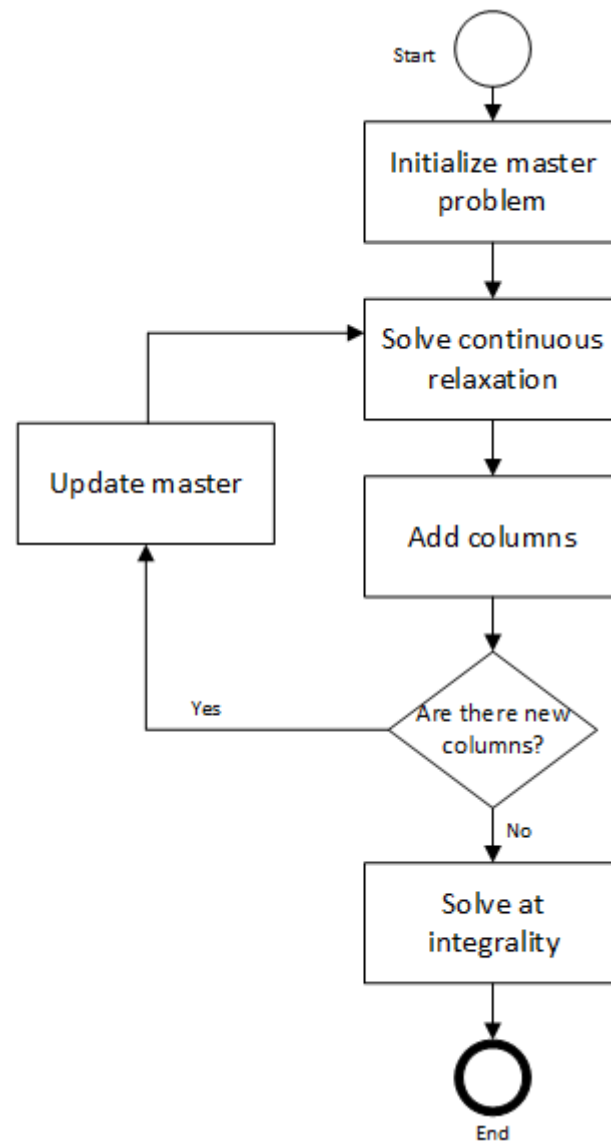 Start
Initialize master
problem
Solve continuous
relaxation
Update master
Add columns
Yes
Are there new
columns?
No
Solve at
integrality
End